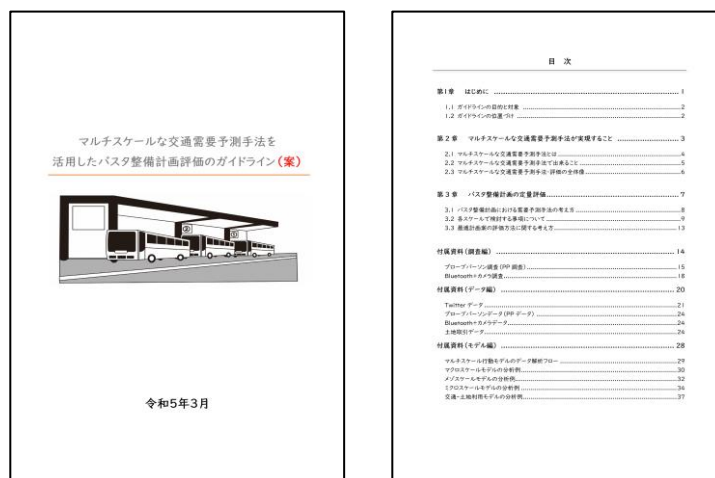 マルチスケールな交通需要予測手法を
活用したバスタ整備計画評価のガイドライン(案)
令和5年3月
目 次
第1章 はじめに 1
1.1 ガイドラインの目的と対象 2
1.2 ガイドラインの位置づけ 2
第2章 マルチスケールな交通需要予測手法が実現すること 3
2.1 マルチスケールな交通需要予測手法とは 4
2.2 マルチスケールな交通需要予測手法で出来ること 5
2.3 マルチスケールな交通需要予測手法・評価の全体像 6
第3章 バスタ整備計画の定量評価 7
3.1 バスタ整備計画における需要予測手法の考え方 8
3.2 各スケールで検討する事項について 9
3.3 最適計画案の評価方法に関する考え方 13
付属資料(調査編) 14
プローブパーソン調査(PP調査) 15
Bluetooth+カメラ調査 18
付属資料(データ編) 20
Twitterデータ 21
プローブパーソンデータ(PPデータ) 24
Bluetooth+カメラデータ 24
土地取引データ 26
付属資料(モデル編) 28
マルチスケール行動モデルのデータ解析フロー 29
マクロスケールモデルの分析例 30
メゾスケールモデルの分析例 32
ミクロスケールモデルの分析例 36
交通・土地利用モデルの分析例 37